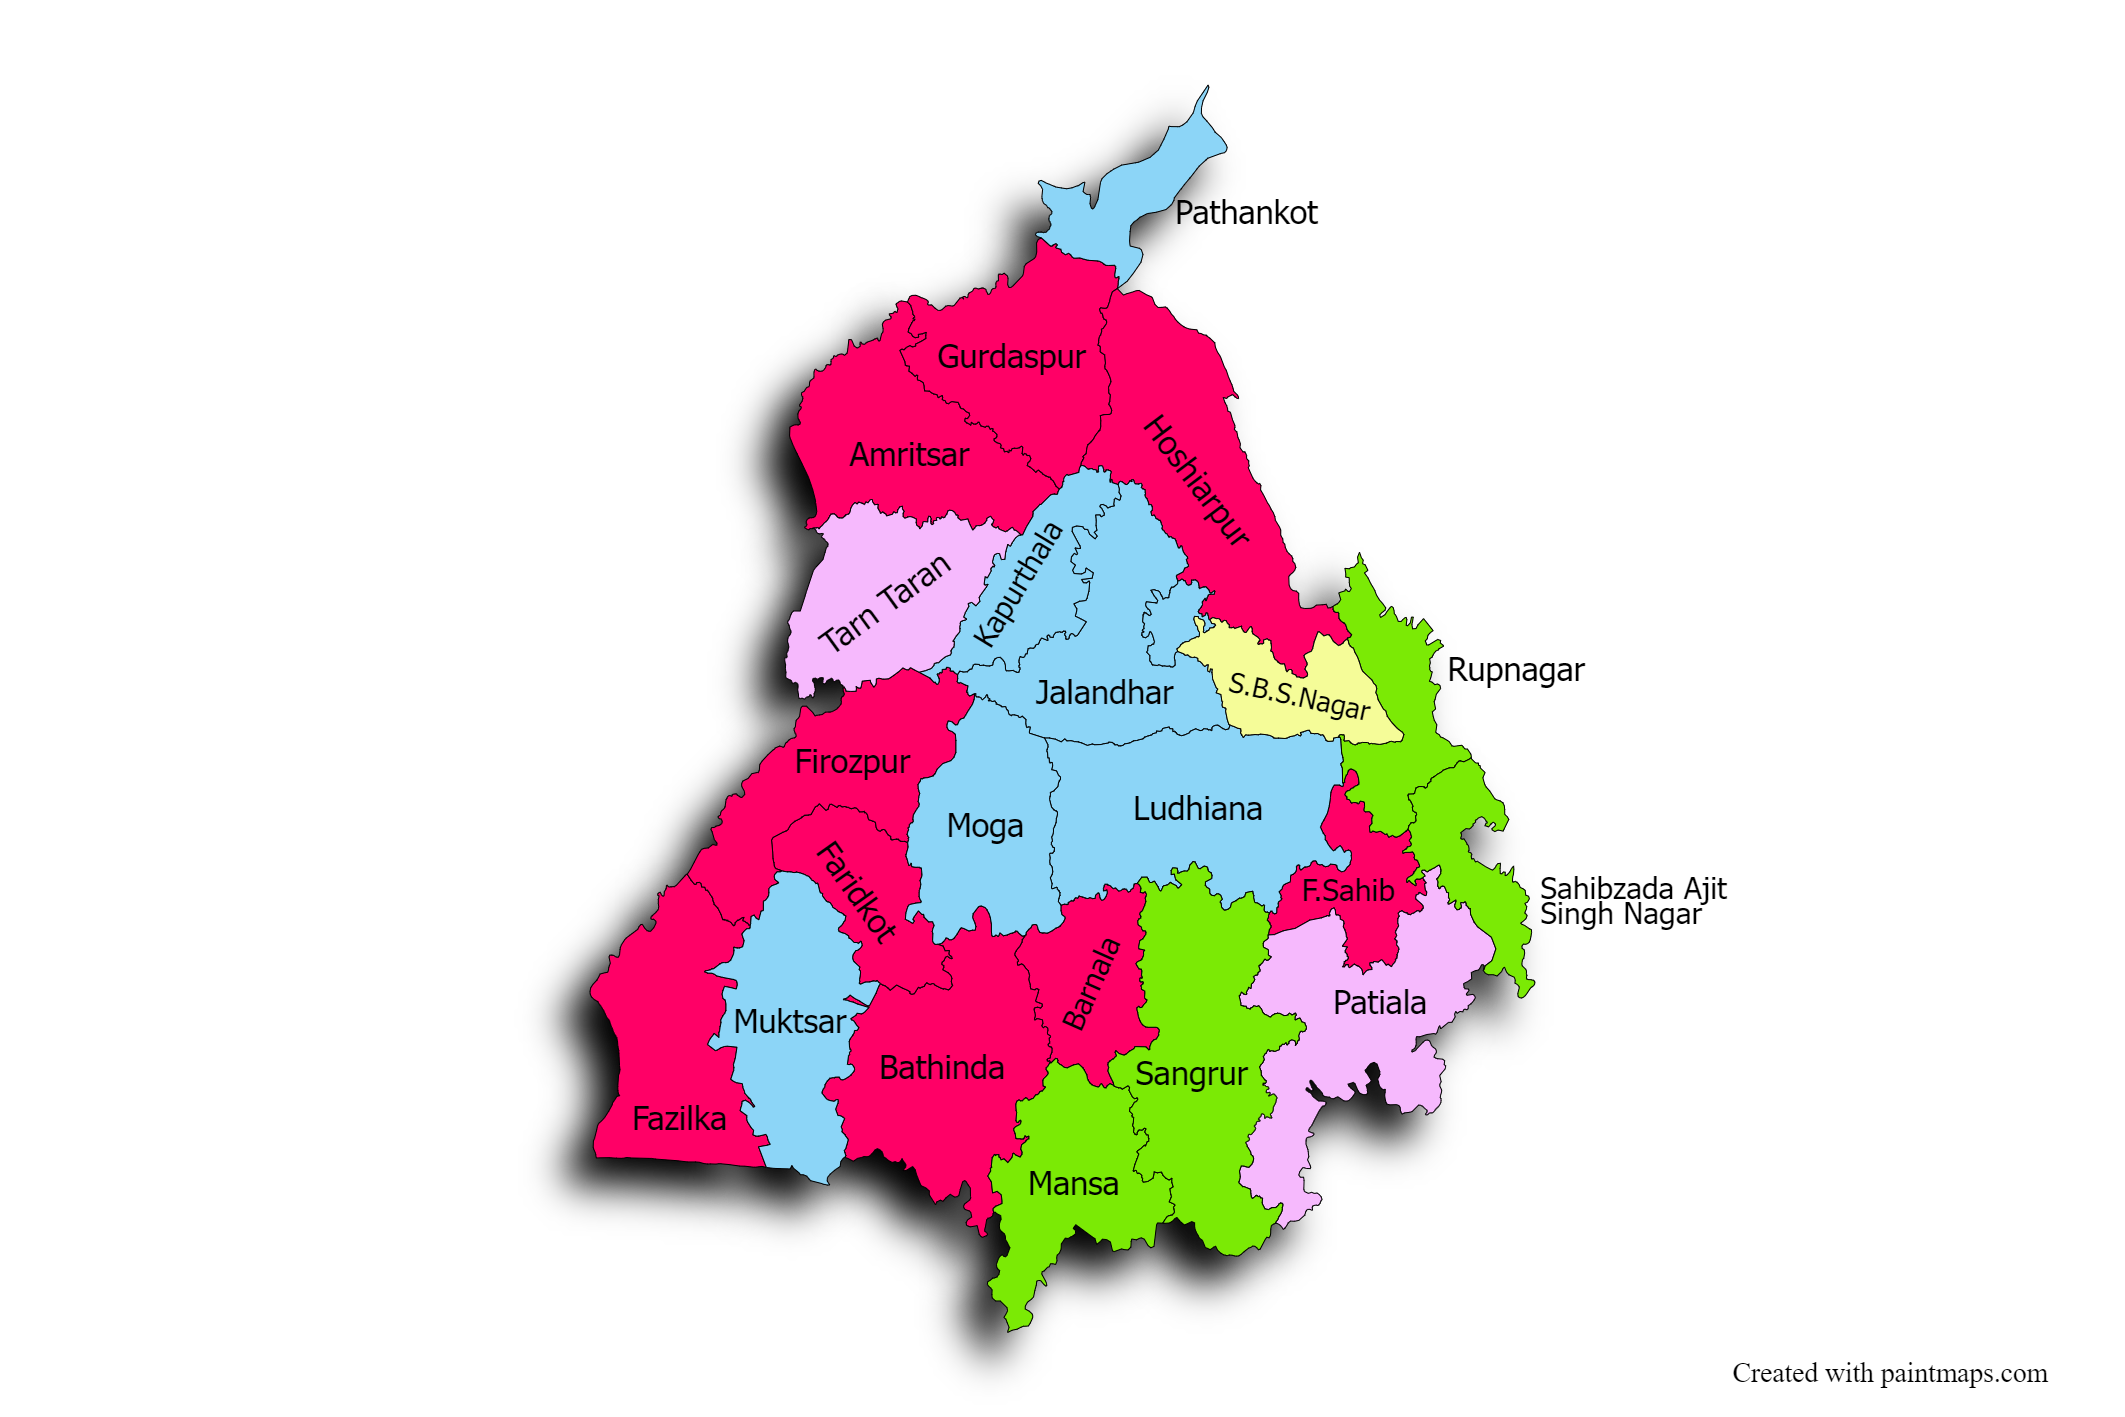 Pathankot
Gurdaspur
Amritsar
Hoshiarpur
Tarn Taran
Kapurthala
Rupnagar
Jalandhar
S.B.S.Nagar
Firozpur
Moga
Ludhiana
Faridkot
F.Sahib
Sahibzada Ajit
Singh Nagar
Barnala
Patiala
Muktsar
Bathinda
Sangrur
Fazilka
Mansa
Created with paintmaps.com